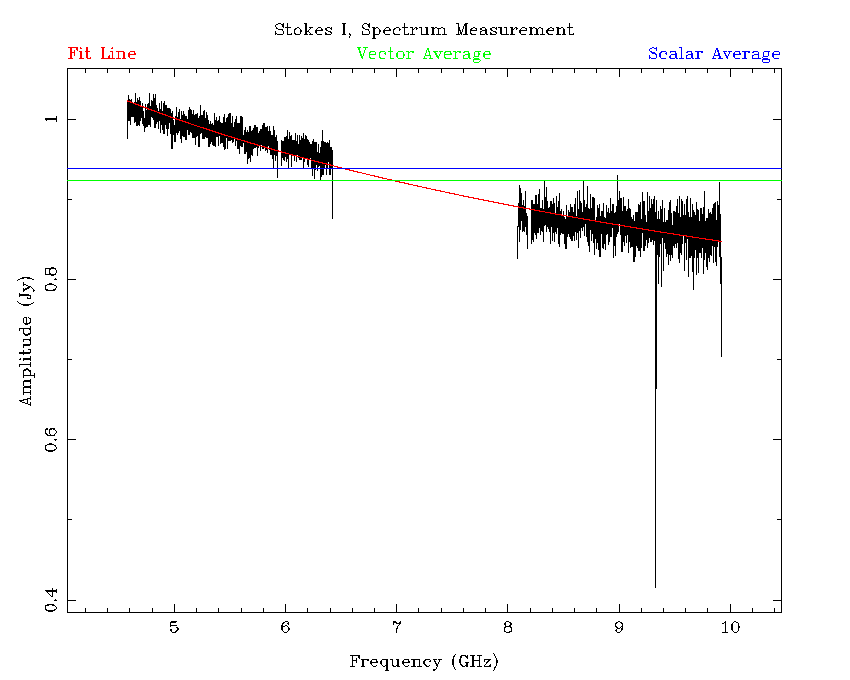 Stokes I, Spectrum Measurement
Fit Line Vector Average Scalar Average
1
0.8
0.6
0.4
Amplitude (Jy)
5 6 7 8 9 10
Frequency (GHz)